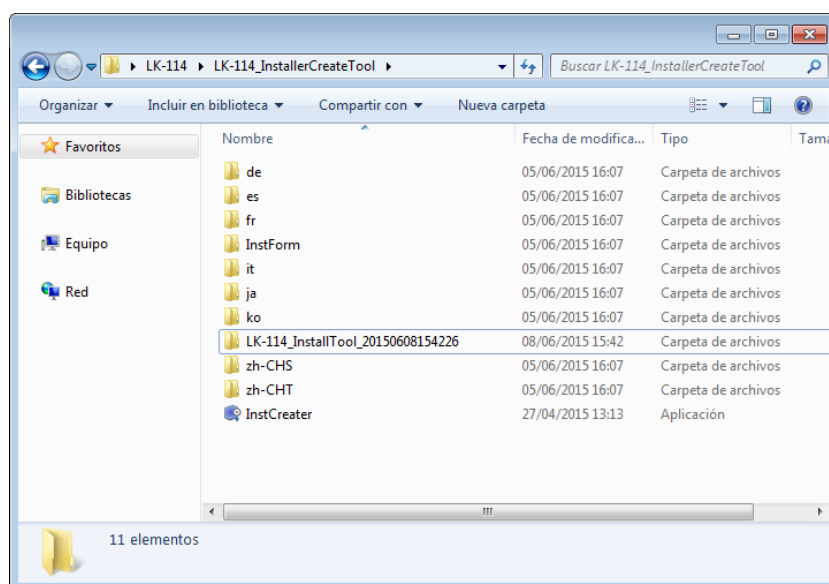 LK-114 LK-114_InstallerCreateTool Buscar LK-114_InstallerCreateTool
Organizar Incluir en biblioteca Compartir con Nueva carpeta
Favoritos
Bibliotecas
Equipo
Red
Nombre Fecha de modifica... Tipo Tama
de 05/06/2015 16:07 Carpeta de archivos
es 05/06/2015 16:07 Carpeta de archivos
fr 05/06/2015 16:07 Carpeta de archivos
InstForm 05/06/2015 16:07 Carpeta de archivos
it 05/06/2015 16:07 Carpeta de archivos
ja 05/06/2015 16:07 Carpeta de archivos
ko 05/06/2015 16:07 Carpeta de archivos
LK-114_InstallTool_20150608154226 08/06/2015 15:42 Carpeta de archivos
zh-CHS 05/06/2015 16:07 Carpeta de archivos
zh-CHT 05/06/2015 16:07 Carpeta de archivos
InstCreater 27/04/2015 13:13 Aplicación
11 elementos